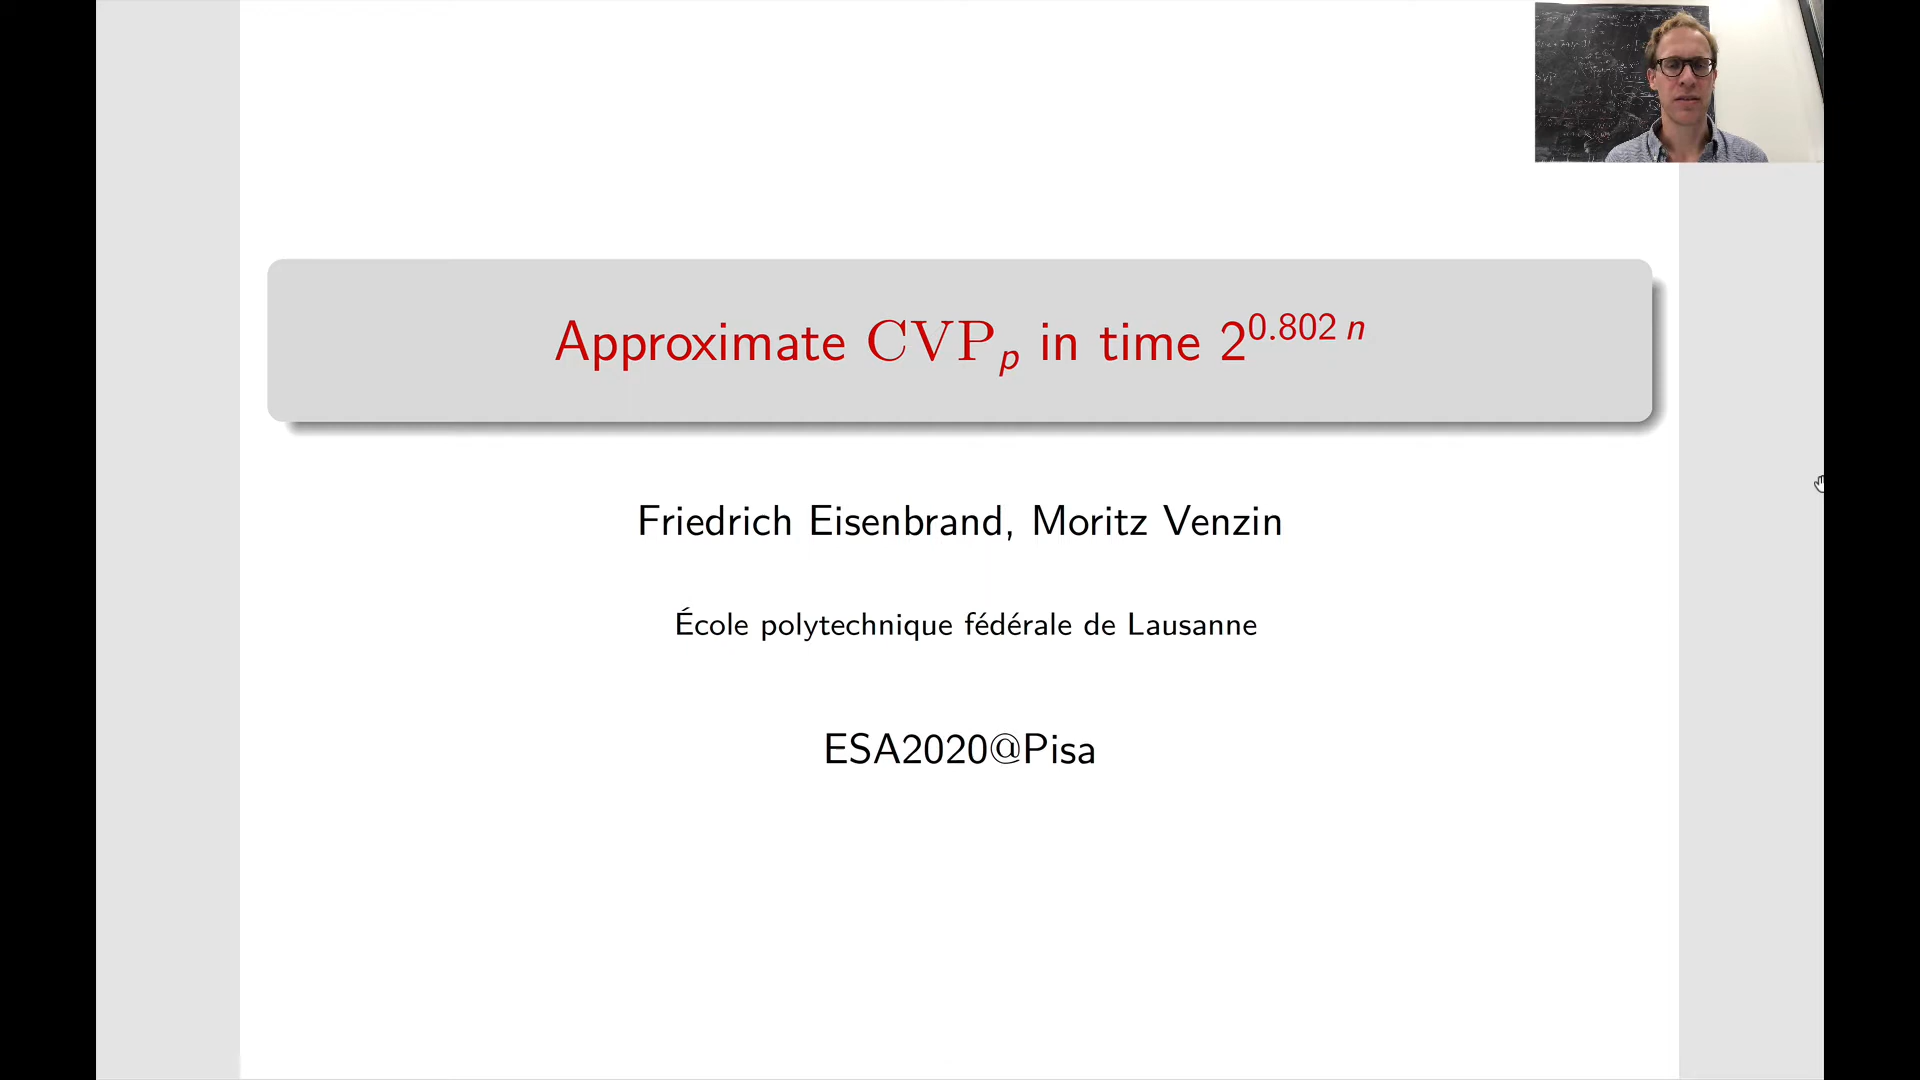 Approximate CVP_p in time 2^{0.802 n}
Friedrich Eisenbrand, Moritz Venzin
École polytechnique fédérale de Lausanne
ESA2020@Pisa